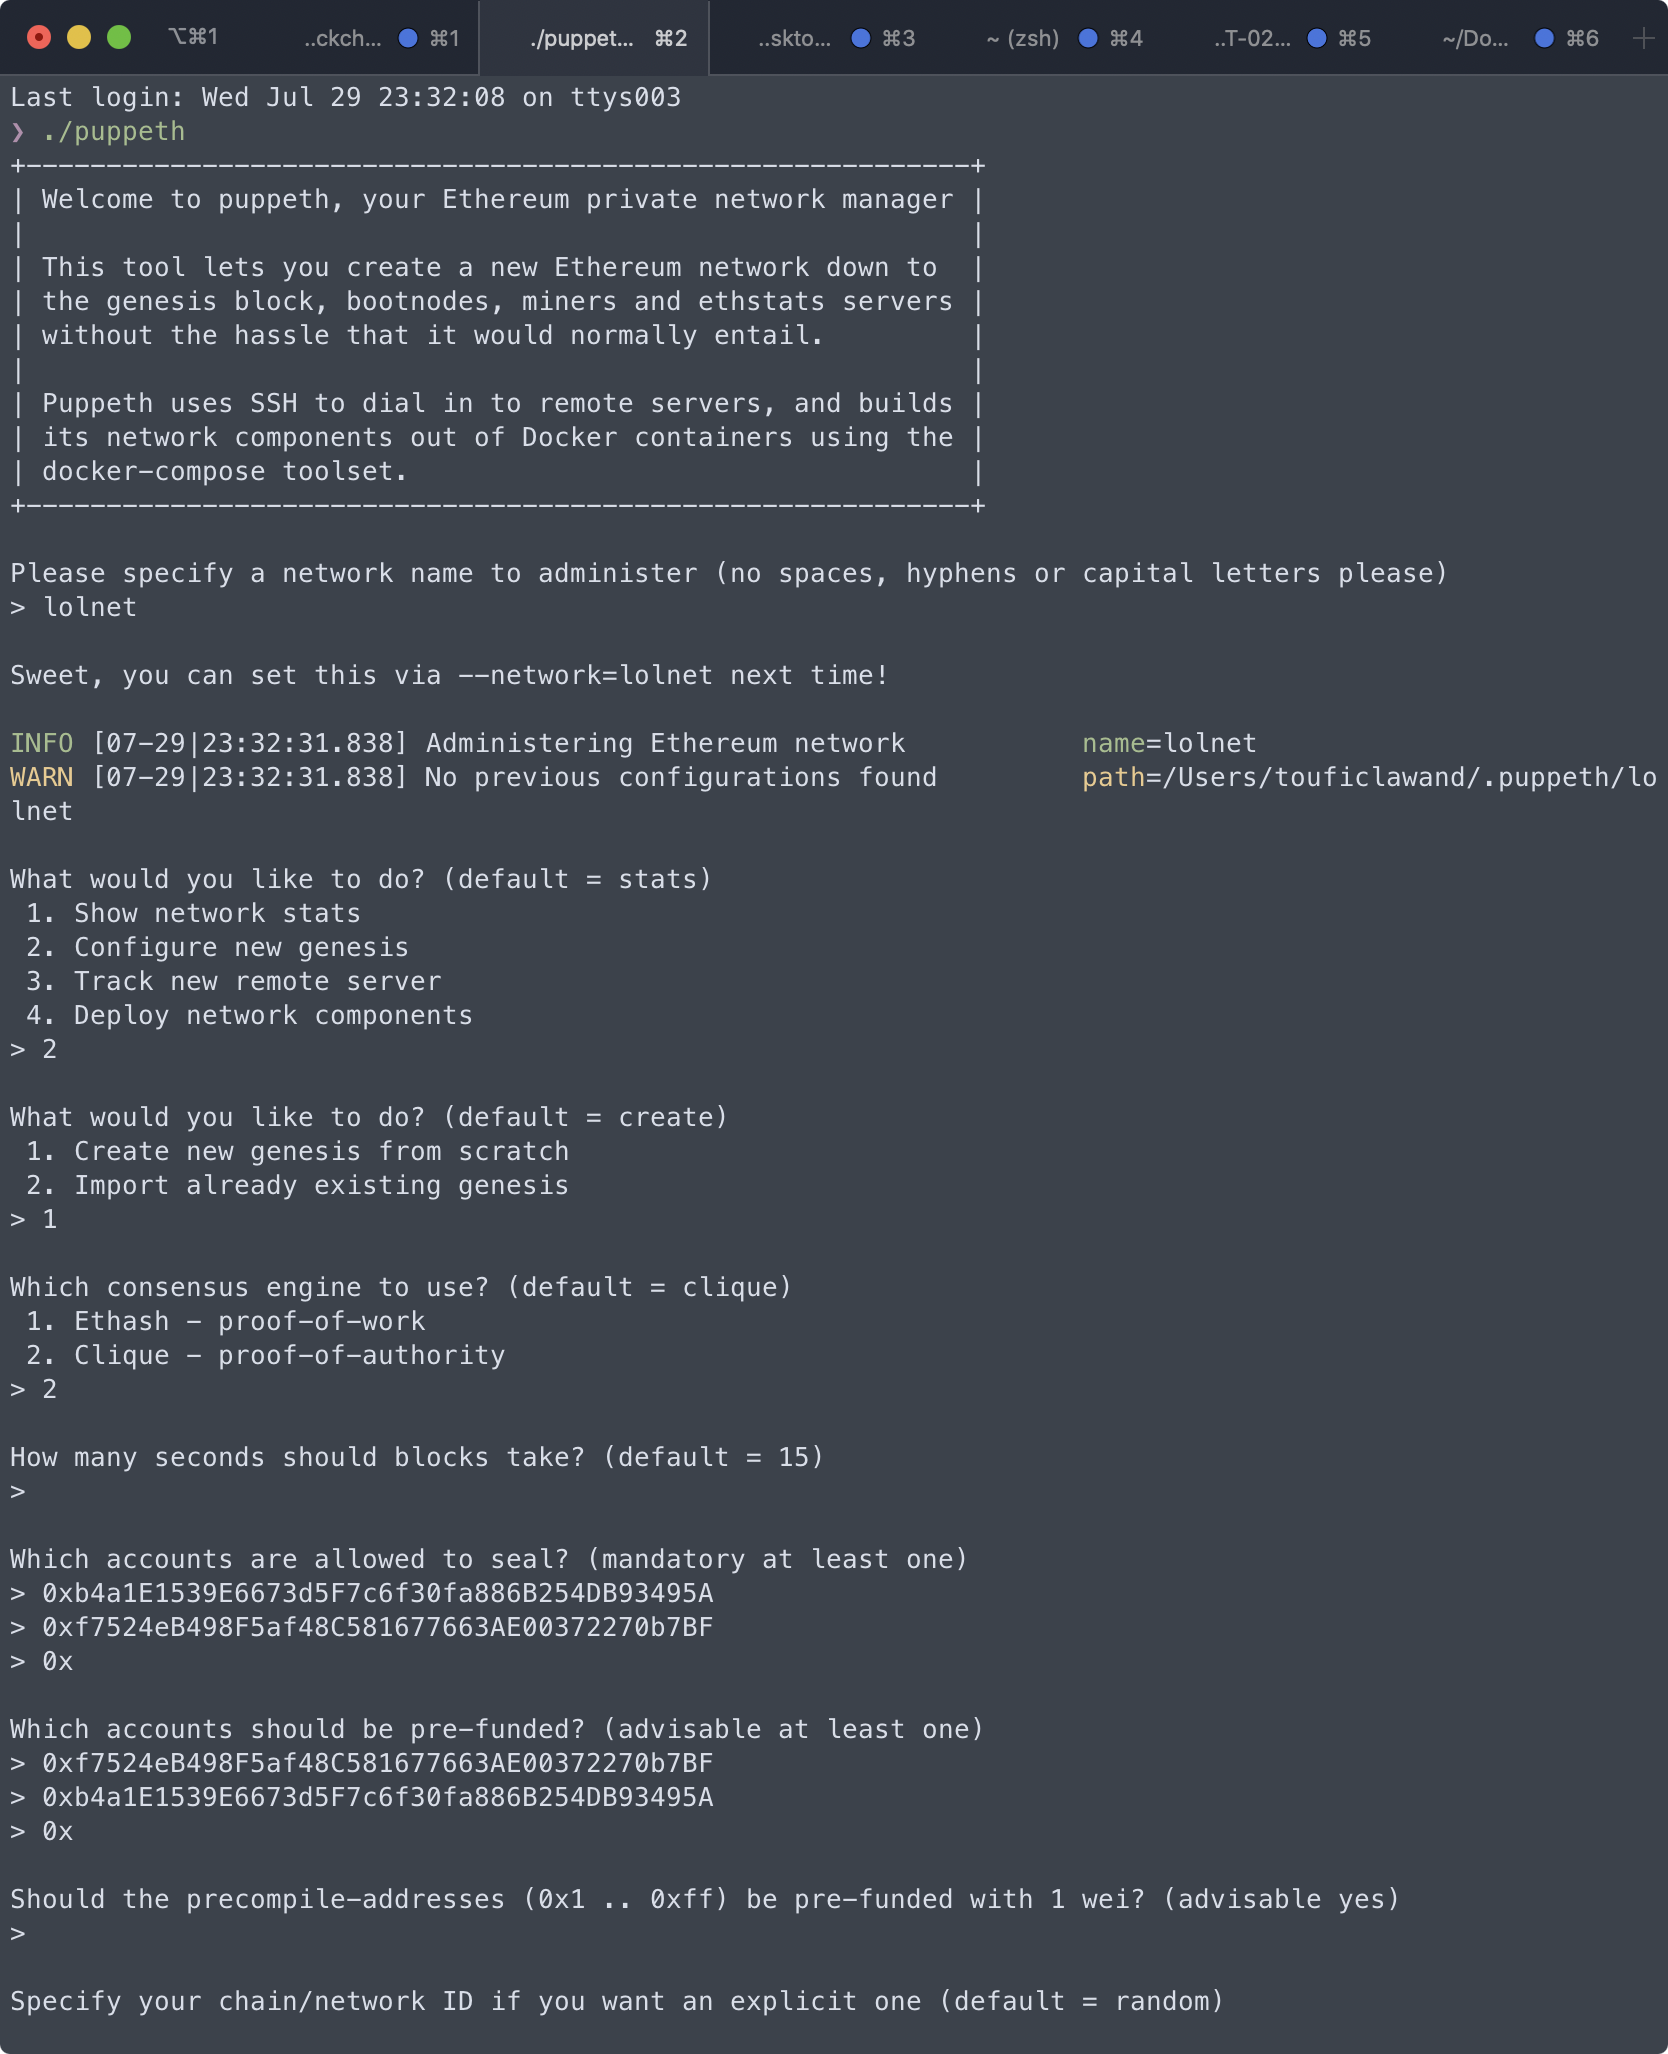 ⌥⌘1 ..ckch... ⌘1 ./puppet... ⌘2 ..skto... ⌘3 ~ (zsh) ⌘4 ..T-02... ⌘5 ~/Do... ⌘6 +
Last login: Wed Jul 29 23:32:08 on ttys003
❯ ./puppeth
+-----------------------------------------------------------+
| Welcome to puppeth, your Ethereum private network manager |
|                                                           |
| This tool lets you create a new Ethereum network down to  |
| the genesis block, bootnodes, miners and ethstats servers |
| without the hassle that it would normally entail.         |
|                                                           |
| Puppeth uses SSH to dial in to remote servers, and builds |
| its network components out of Docker containers using the |
| docker-compose toolset.                                   |
+-----------------------------------------------------------+
Please specify a network name to administer (no spaces, hyphens or capital letters please)
> lolnet
Sweet, you can set this via --network=lolnet next time!
INFO [07-29|23:32:31.838] Administering Ethereum network           name=lolnet
WARN [07-29|23:32:31.838] No previous configurations found         path=/Users/touficlawand/.puppeth/lo
lnet
What would you like to do? (default = stats)
 1. Show network stats
 2. Configure new genesis
 3. Track new remote server
 4. Deploy network components
> 2
What would you like to do? (default = create)
 1. Create new genesis from scratch
 2. Import already existing genesis
> 1
Which consensus engine to use? (default = clique)
 1. Ethash - proof-of-work
 2. Clique - proof-of-authority
> 2
How many seconds should blocks take? (default = 15)
>
Which accounts are allowed to seal? (mandatory at least one)
> 0xb4a1E1539E6673d5F7c6f30fa886B254DB93495A
> 0xf7524eB498F5af48C581677663AE00372270b7BF
> 0x
Which accounts should be pre-funded? (advisable at least one)
> 0xf7524eB498F5af48C581677663AE00372270b7BF
> 0xb4a1E1539E6673d5F7c6f30fa886B254DB93495A
> 0x
Should the precompile-addresses (0x1 .. 0xff) be pre-funded with 1 wei? (advisable yes)
>
Specify your chain/network ID if you want an explicit one (default = random)